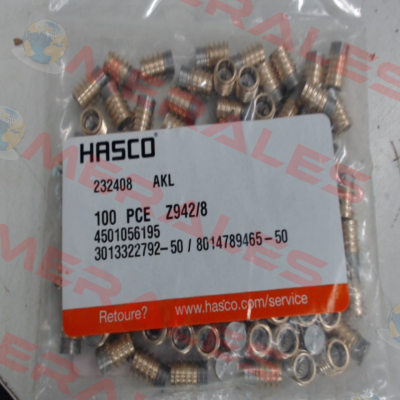 HASCO®
232408 AKL
100 PCE Z942/8
4501056195
3013322792-50 / 8014789465-50
Retoure? www.hasco.com/service